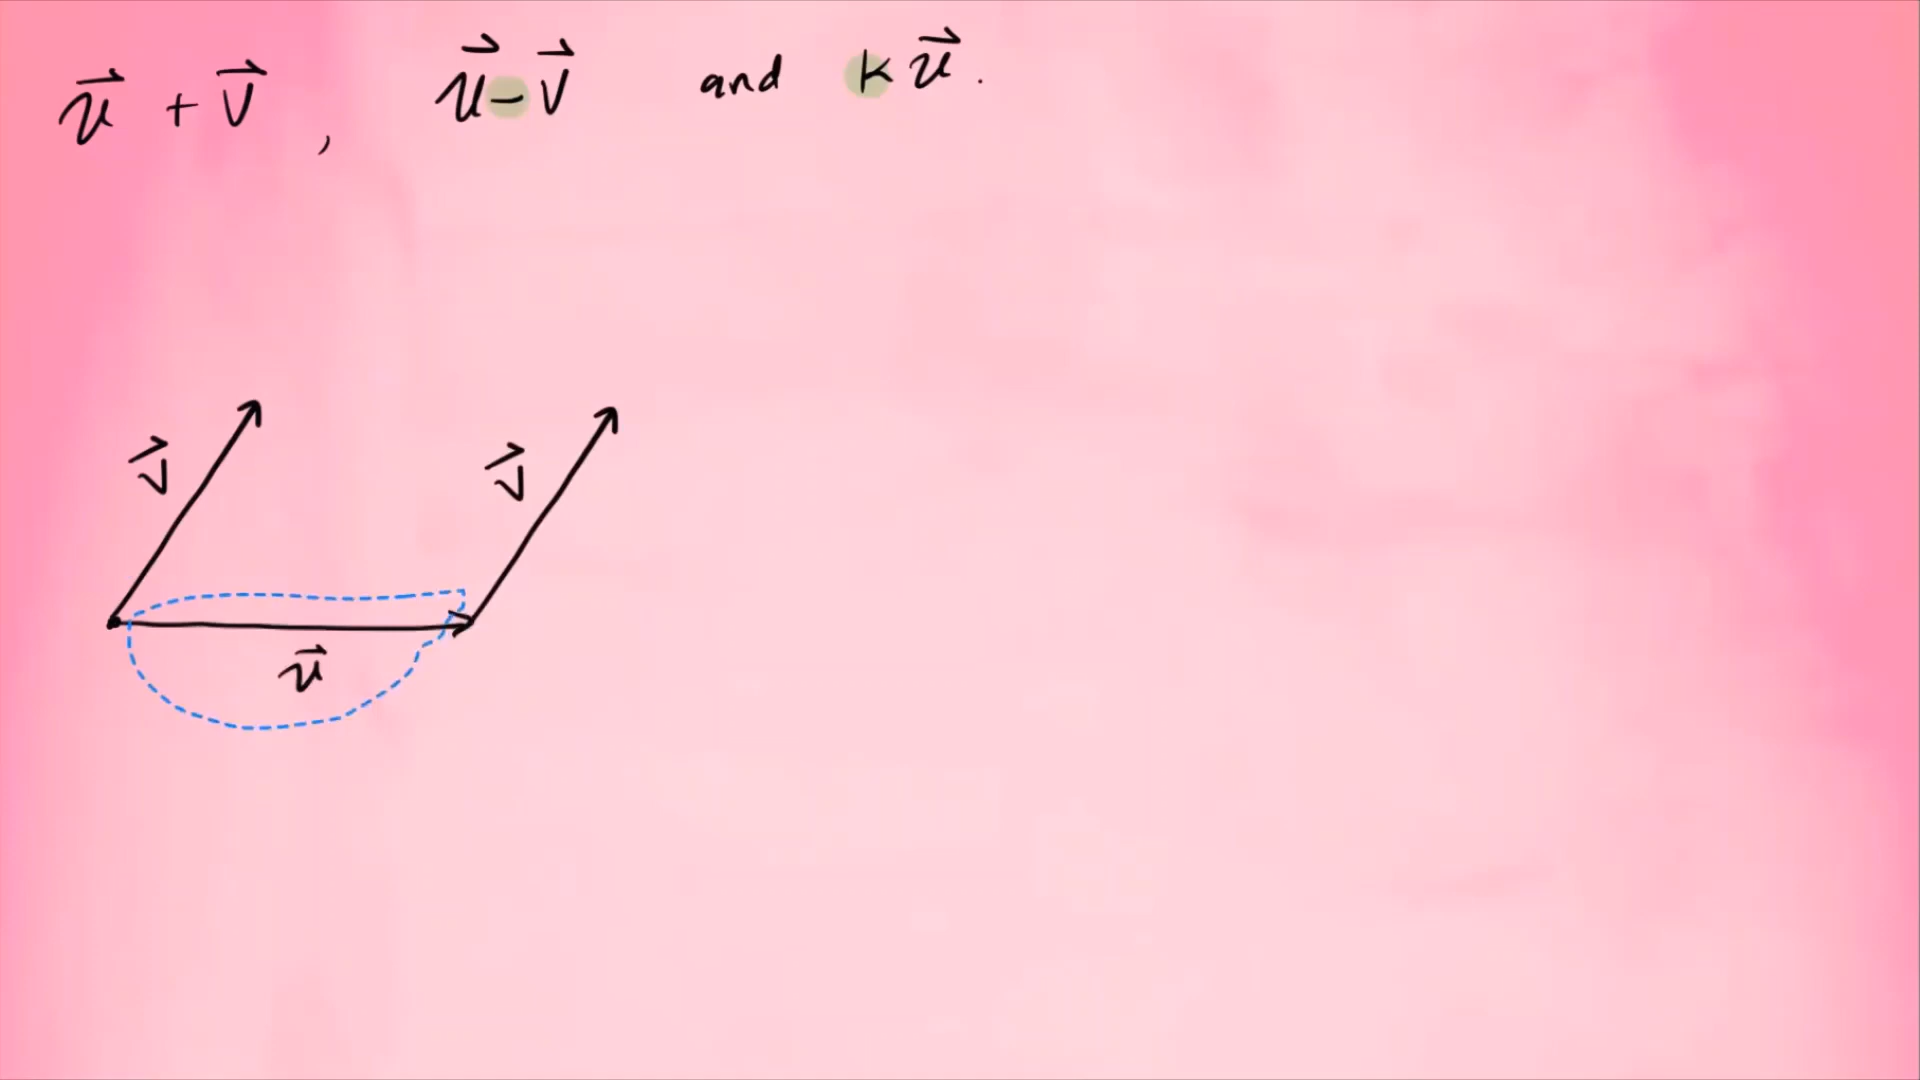 u⃗ + v⃗ , u⃗ - v⃗ and k u⃗ .
v⃗ v⃗
u⃗